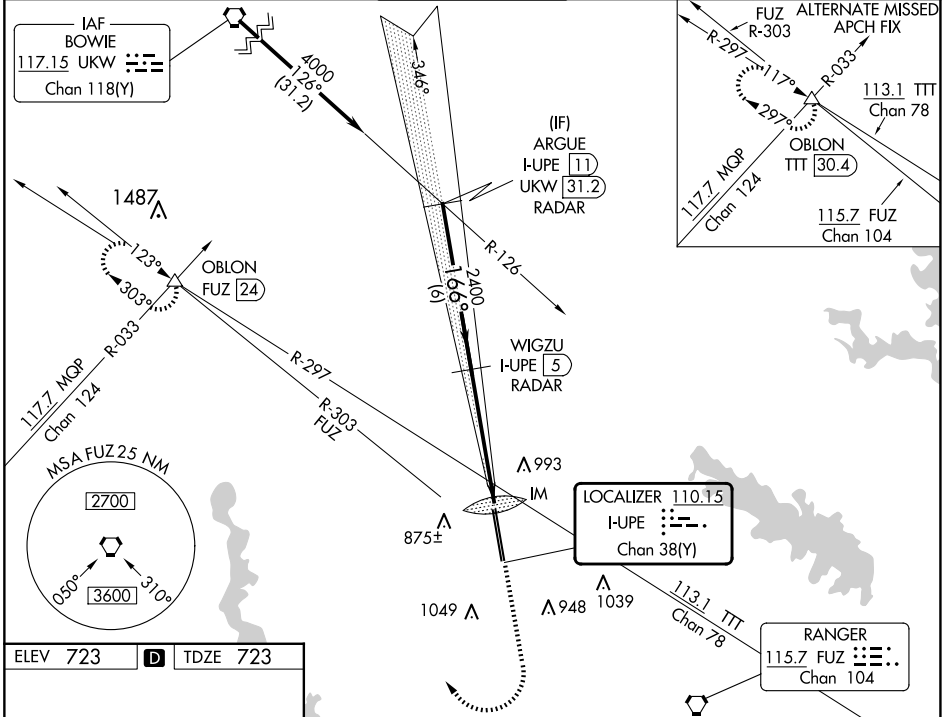 IAF
BOWIE
117.15 UKW
Chan 118(Y)
4000
126°
(31.2)
346°
(IF)
ARGUE
I-UPE 11
UKW 31.2
RADAR
ALTERNATE MISSED
APCH FIX
FUZ
R-303
R-297
117°
R-033
297°
113.1 TTT
Chan 78
OBLON
TTT 30.4
117.7 MQP
Chan 124
115.7 FUZ
Chan 104
1487
123°
303°
OBLON
FUZ 24
R-033
117.7 MQP
Chan 124
R-126
2400
166°
(6)
WIGZU
I-UPE 5
RADAR
R-297
R-303
FUZ
993
IM
875±
LOCALIZER 110.15
I-UPE
Chan 38(Y)
MSA FUZ 25 NM
2700
050°
310°
3600
1049
948
1039
113.1 TTT
Chan 78
RANGER
115.7 FUZ
Chan 104
ELEV 723 D TDZE 723